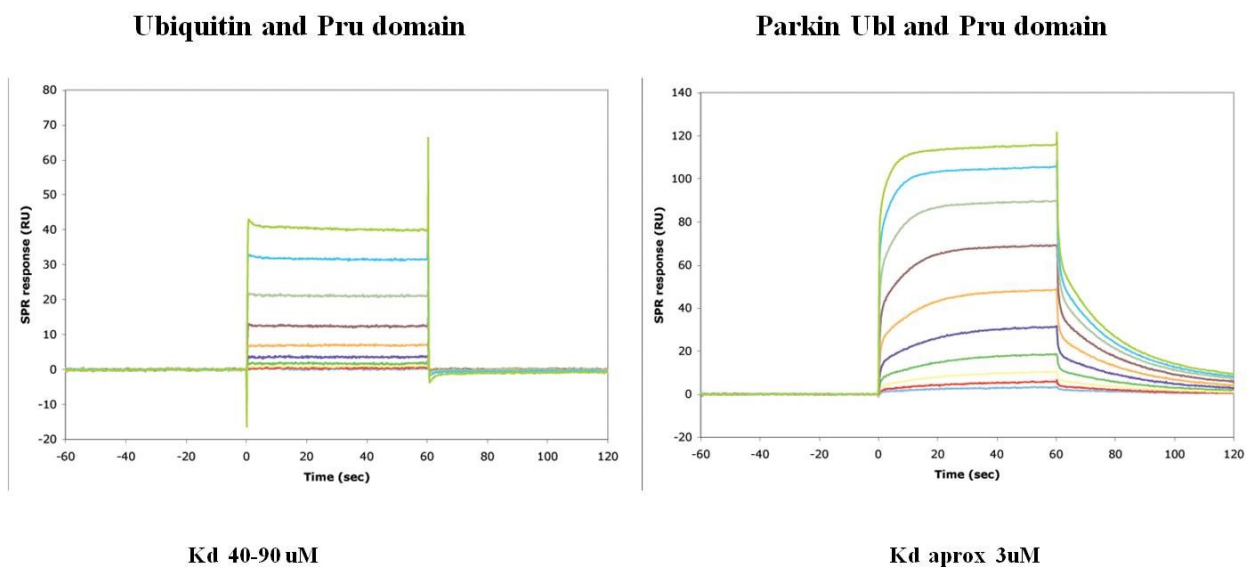 Ubiquitin and Pru domain
Parkin Ubl and Pru domain
80
70
60
50
40
30
20
10
0
-10
-20
SPR response (RU)
-60 -40 -20 0 20 40 60 80 100 120
Time (sec)
140
120
100
80
60
40
20
0
-20
SPR response (RU)
-60 -40 -20 0 20 40 60 80 100 120
Time (sec)
Kd 40-90 uM
Kd aprox 3uM